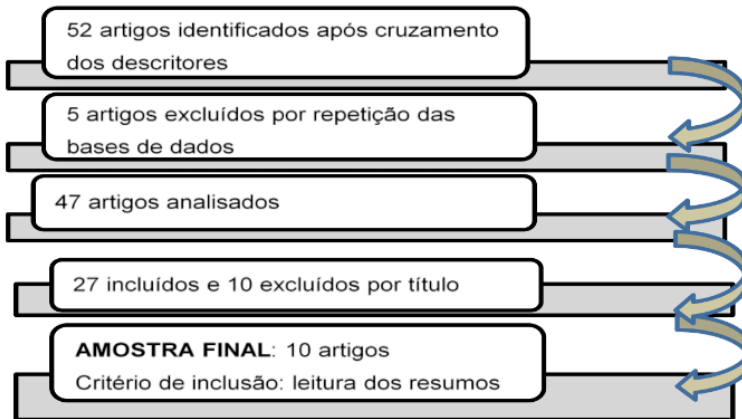 52 artigos identificados após cruzamento
dos descritores
5 artigos excluídos por repetição das
bases de dados
47 artigos analisados
27 incluídos e 10 excluídos por título
AMOSTRA FINAL: 10 artigos
Critério de inclusão: leitura dos resumos